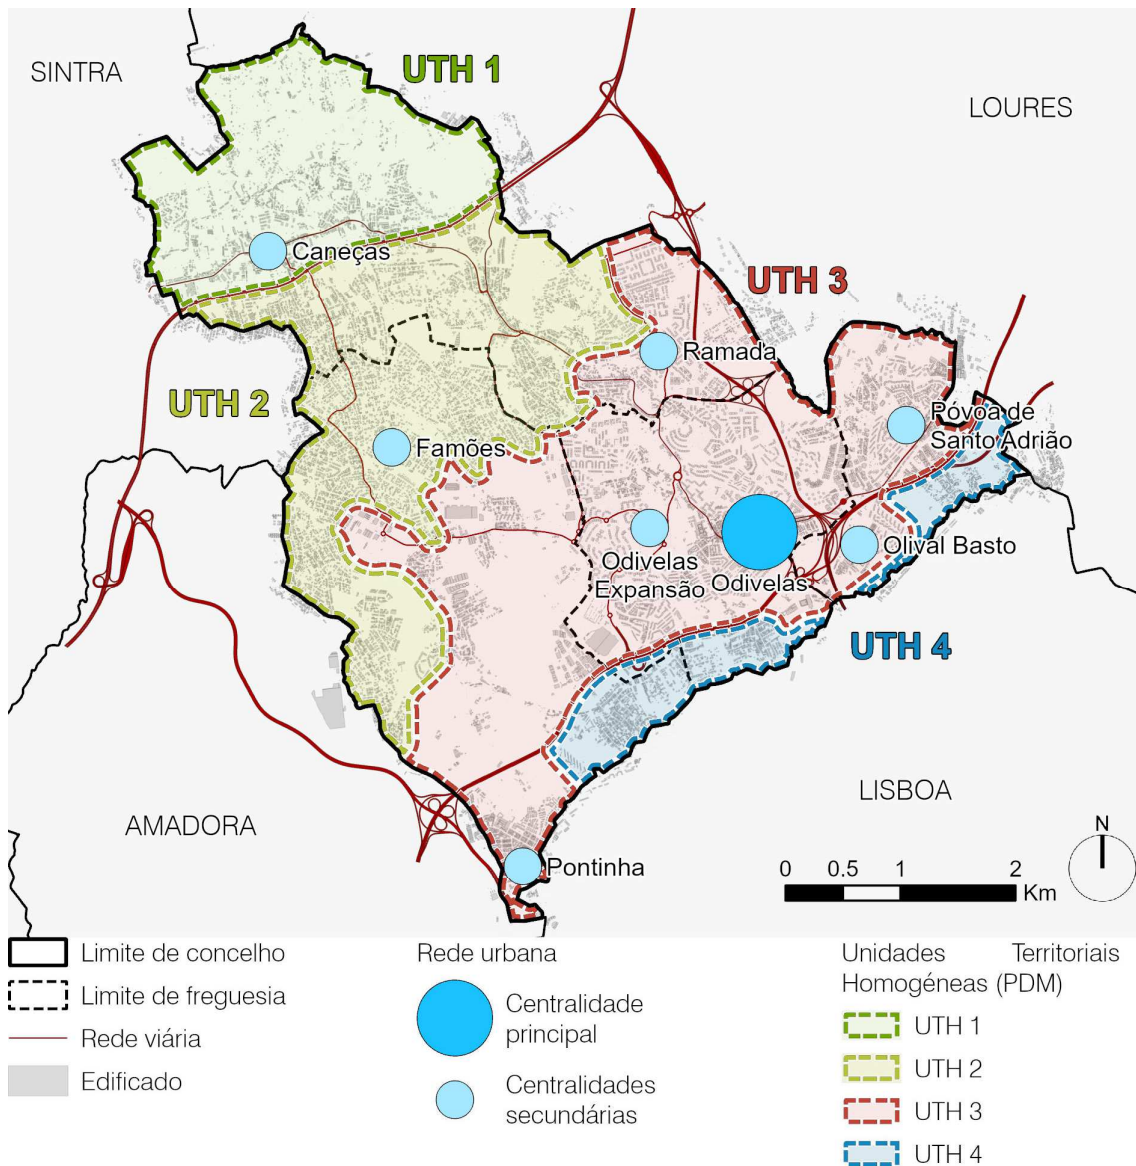 UTH 1
SINTRA
LOURES
Caneças
UTH 3
Ramada
UTH 2
Póvoa de
Santo Adrião
Famões
Olival Basto
Odivelas
Expansão
Odivelas
UTH 4
LISBOA
AMADORA
N
Pontinha
0 0.5 1 2
Km
Limite de concelho
Limite de freguesia
Rede viária
Edificado
Rede urbana
Centralidade
principal
Centralidades
secundárias
Unidades Territoriais
Homogéneas (PDM)
UTH 1
UTH 2
UTH 3
UTH 4